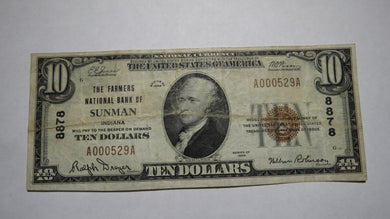 NATIONAL CURRENCY
THE UNITED STATES OF AMERICA
10
10
A000529A
THE FARMERS
NATIONAL BANK OF
SUNMAN
INDIANA
WILL PAY TO THE BEARER ON DEMAND
TEN DOLLARS
A000529A
8878
8878
TEN
10
TEN DOLLARS
10